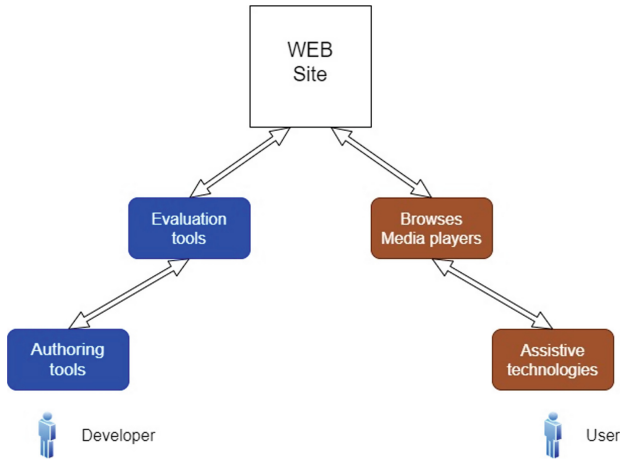 WEB
Site
Evaluation
tools
Browses
Media players
Authoring
tools
Assistive
technologies
Developer
User